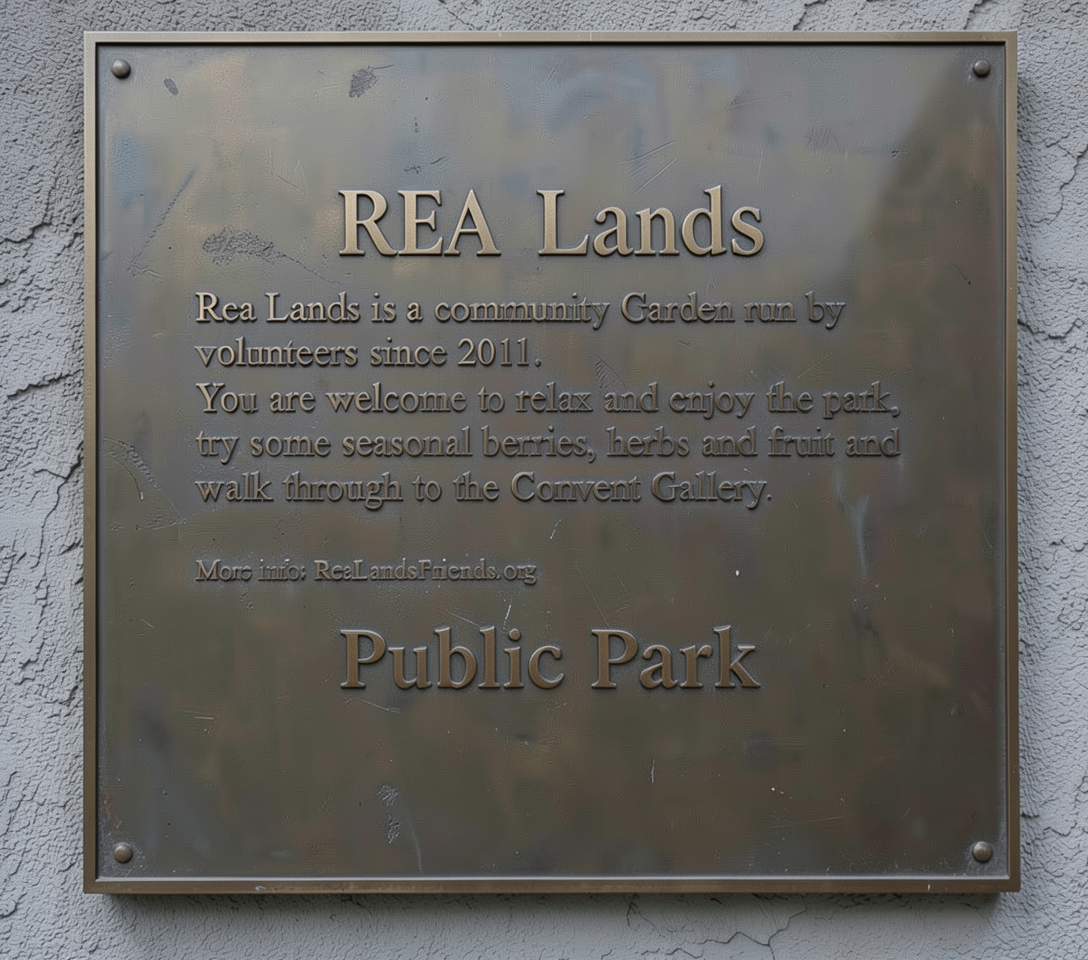 REA Lands
Rea Lands is a community Garden run by
volunteers since 2011.
You are welcome to relax and enjoy the park,
try some seasonal berries, herbs and fruit and
walk through to the Convent Gallery.
More info: ReaLandsFriends.org
Public Park